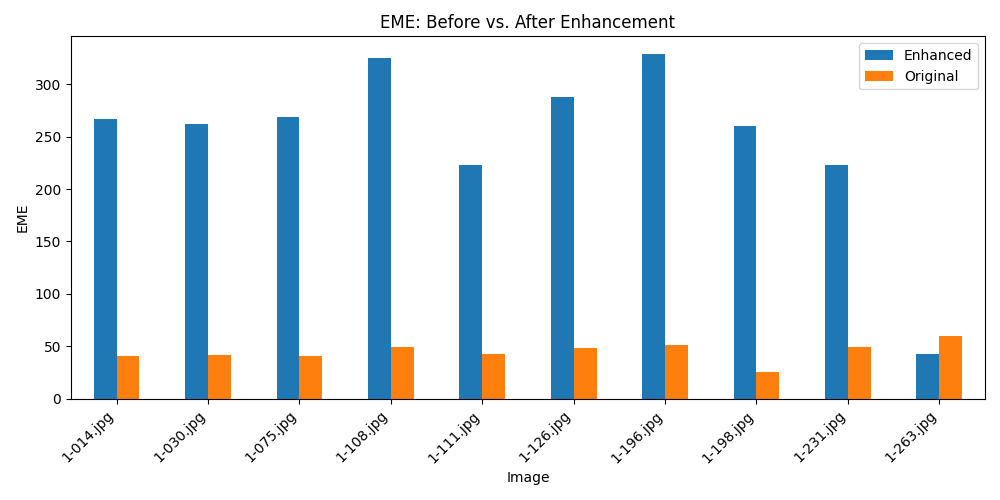 EME: Before vs. After Enhancement
Enhanced
Original
EME
300
250
200
150
100
50
0
1-014.jpg
1-030.jpg
1-075.jpg
1-108.jpg
1-111.jpg
1-126.jpg
1-196.jpg
1-198.jpg
1-231.jpg
1-263.jpg
Image